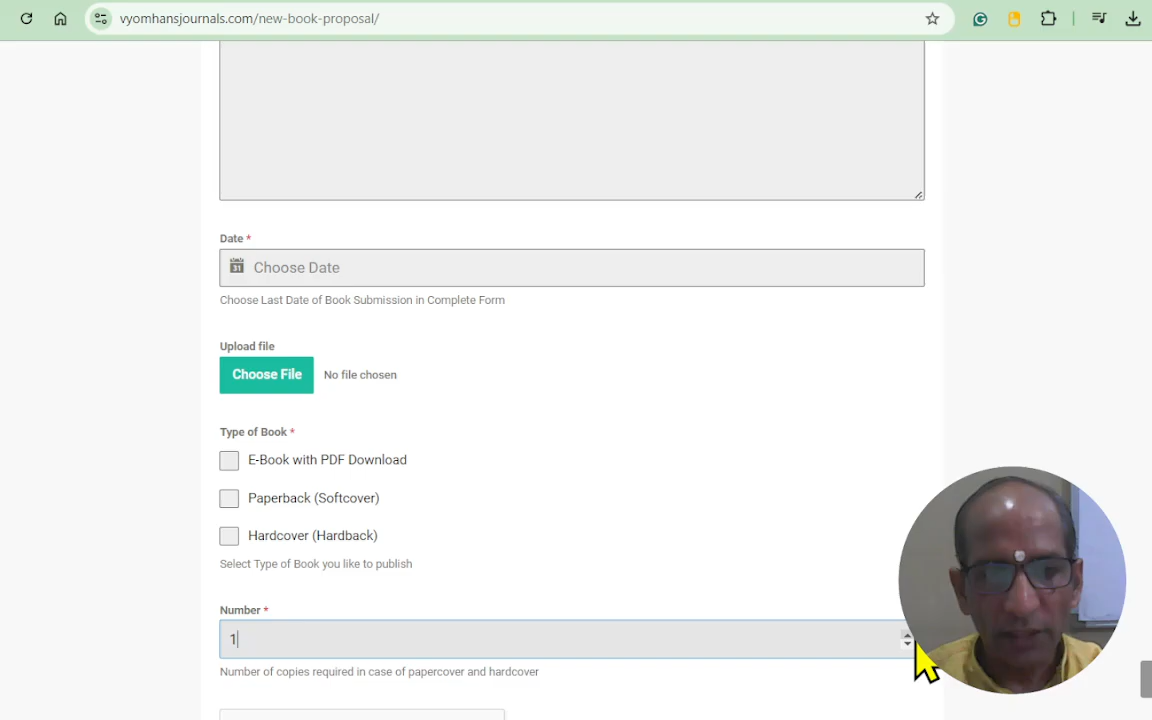 vyomhansjournals.com/new-book-proposal/
Date *
31 Choose Date
Choose Last Date of Book Submission in Complete Form
Upload file
Choose File No file chosen
Type of Book *
E-Book with PDF Download
Paperback (Softcover)
Hardcover (Hardback)
Select Type of Book you like to publish
Number *
1
Number of copies required in case of papercover and hardcover